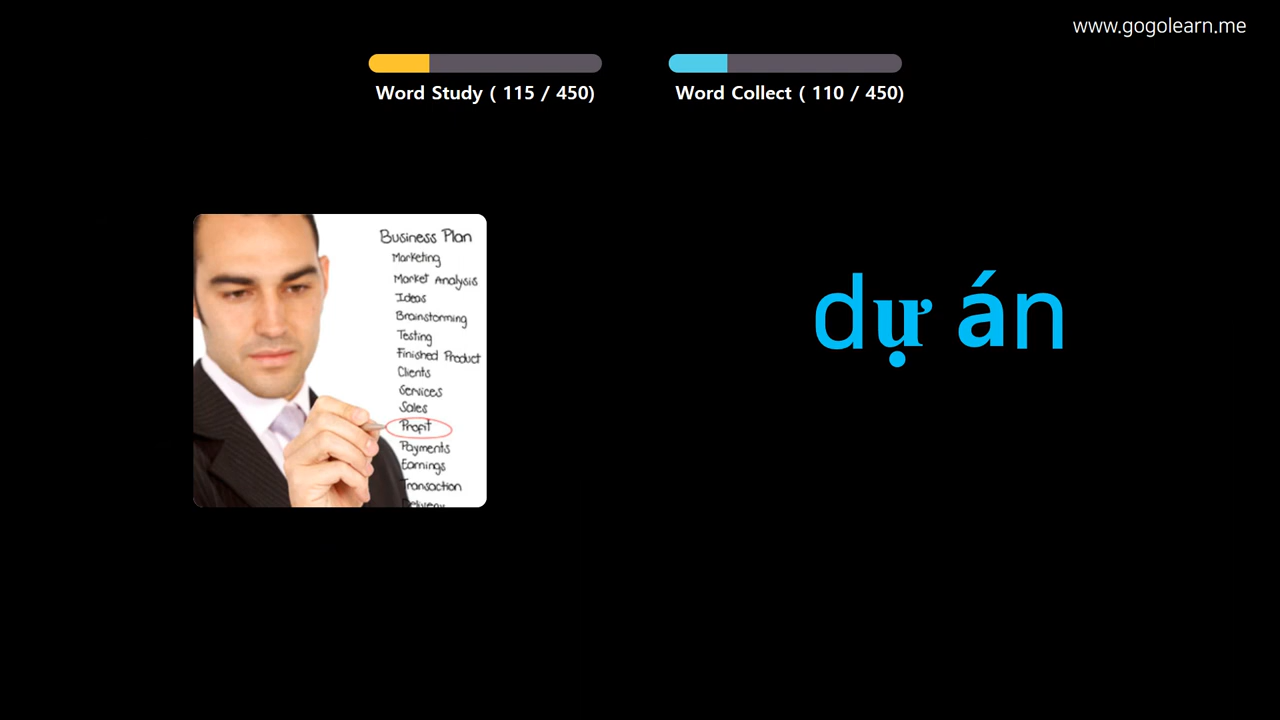 www.gogolearn.me
Word Study ( 115 / 450)
Word Collect ( 110 / 450)
Business Plan
Marketing
Market Analysis
Ideas
Brainstorming
Testing
Finished Product
Clients
Services
Sales
Profit
Payments
Earnings
Transaction
Delivery
dự án